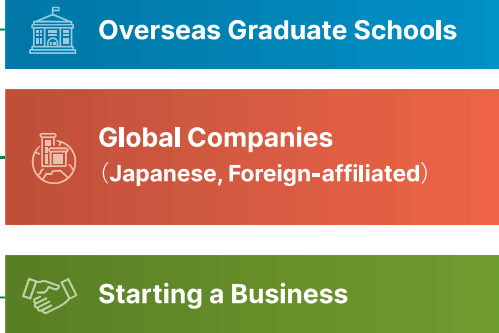 Overseas Graduate Schools
Global Companies
（Japanese, Foreign-affiliated）
Starting a Business